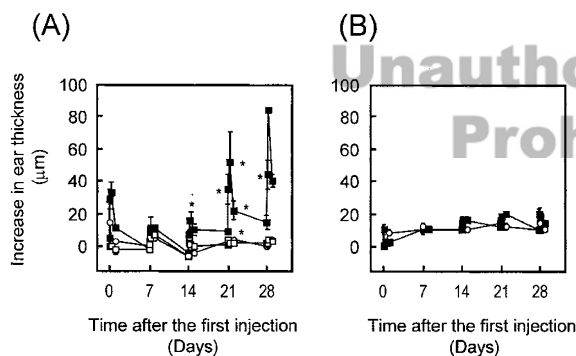 (A)
(B)
Unautho
Proh
Increase in ear thickness
(μm)
100
80
60
40
20
0
100
80
60
40
20
0
* * * * * *
0 7 14 21 28
0 7 14 21 28
Time after the first injection
(Days)
Time after the first injection
(Days)